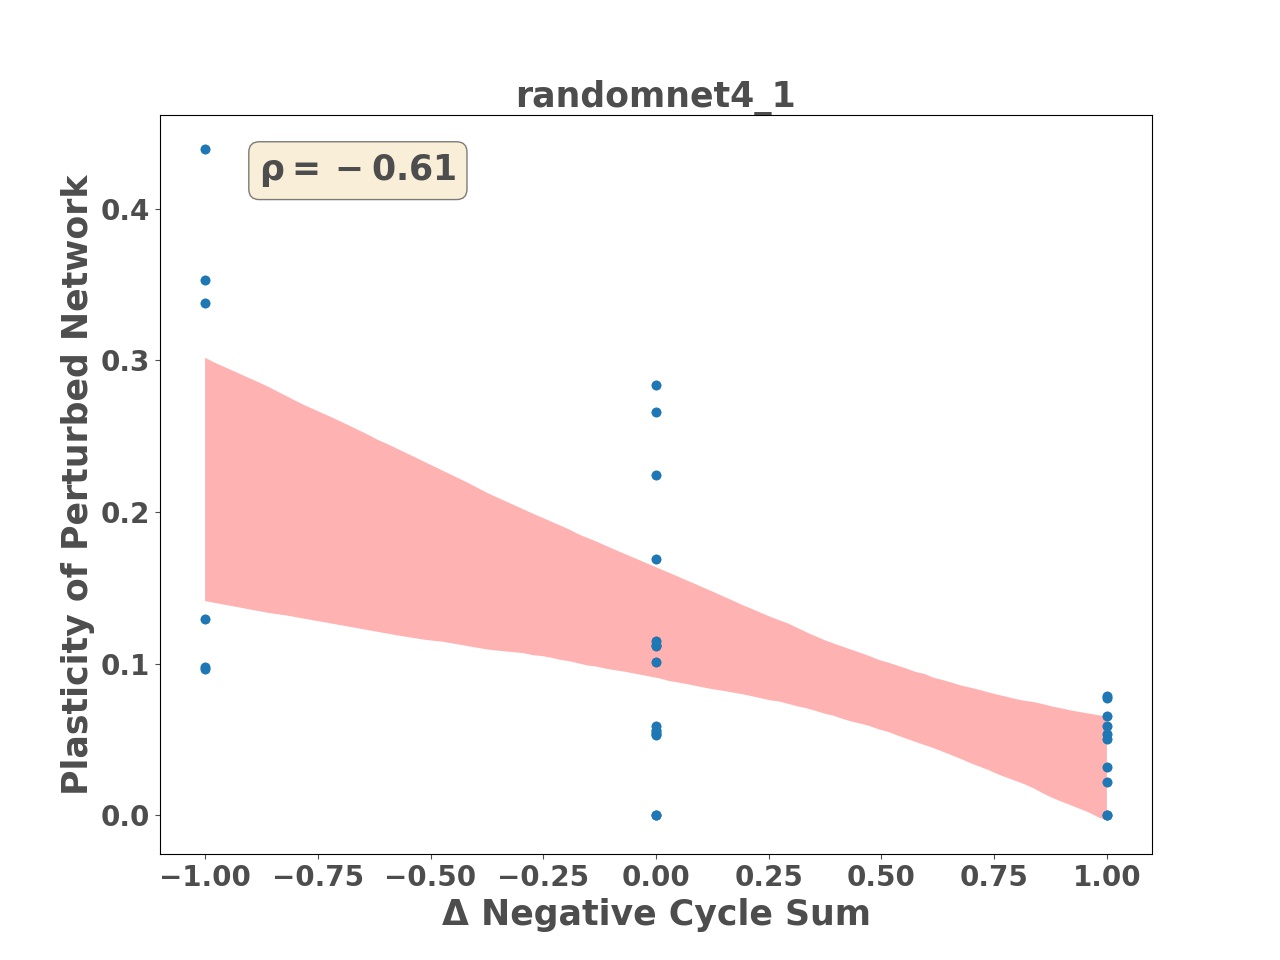 randomnet4_1
ρ = − 0.61
Plasticity of Perturbed Network
0.4
0.3
0.2
0.1
0.0
−1.00 −0.75 −0.50 −0.25 0.00 0.25 0.50 0.75 1.00
Δ Negative Cycle Sum